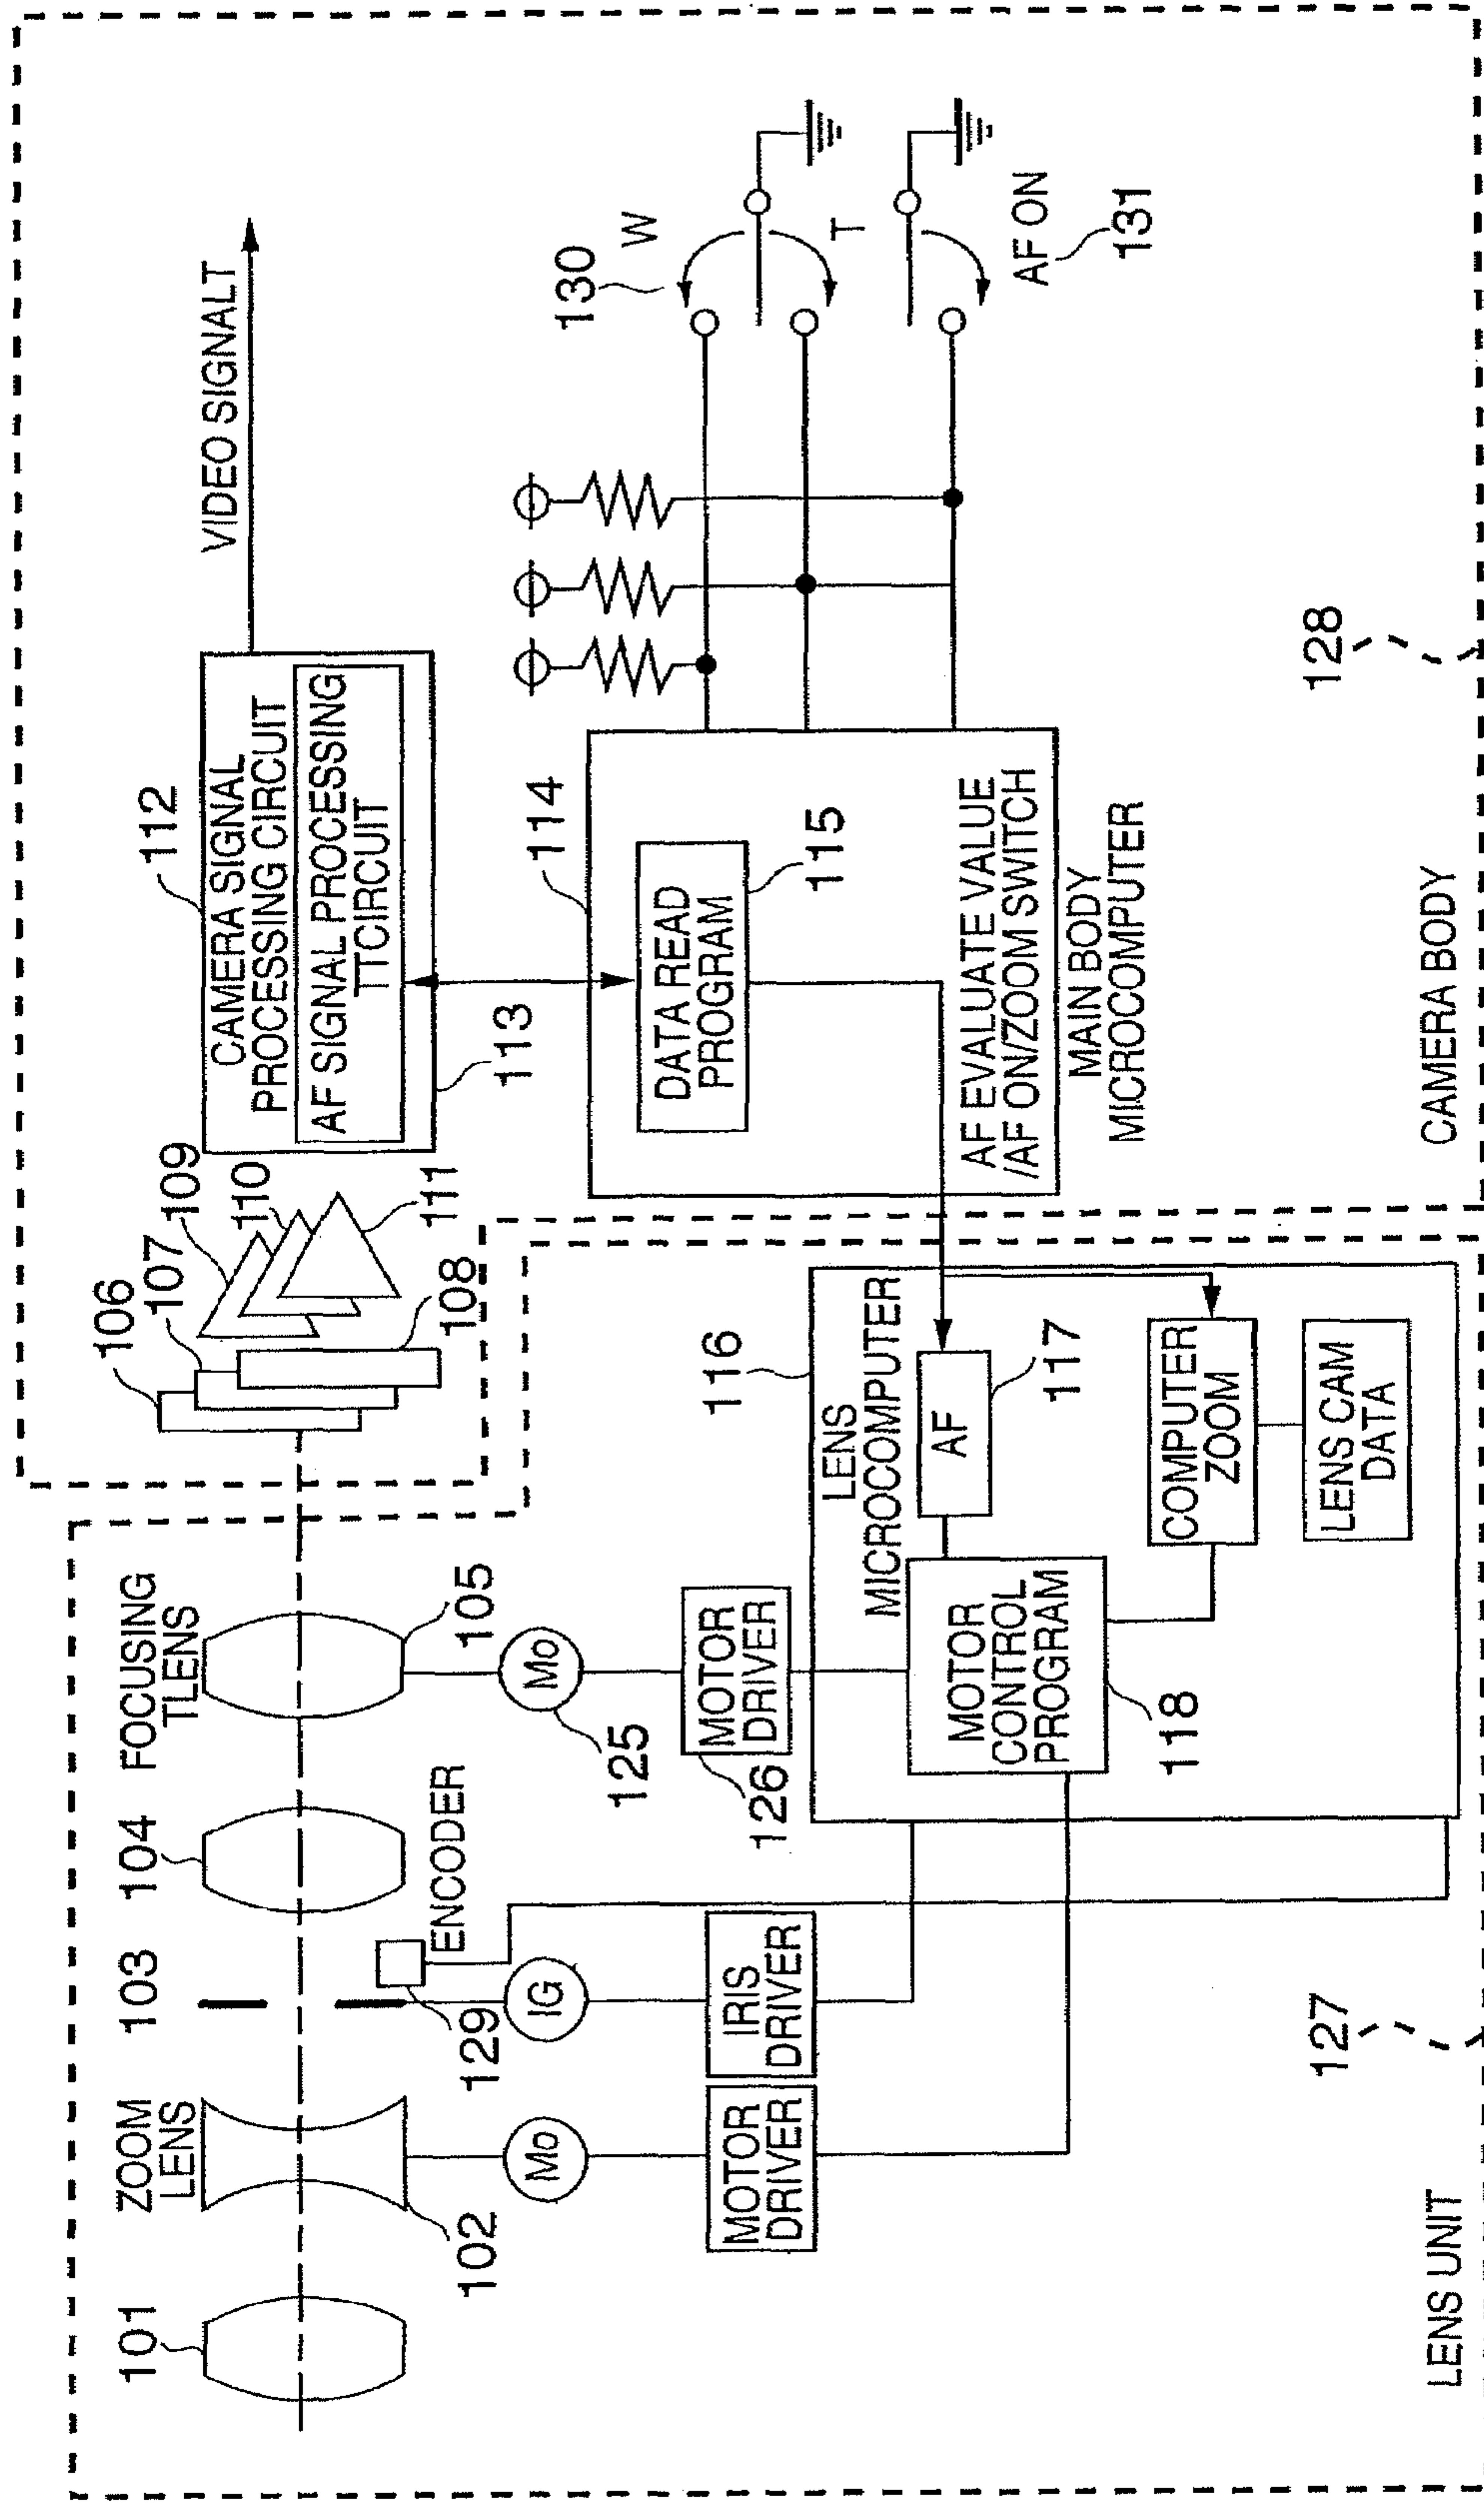 101
ZOOM
LENS
102
103
104
FOCUSING
TLENS
105
106
107
108
109
110
111
112
CAMERA SIGNAL
PROCESSING CIRCUIT
AF SIGNAL PROCESSING
TTCIRCUIT
113
VIDEO SIGNALT
129
ENCODER
Mo
IG
Mo
125
MOTOR
DRIVER
IRIS
DRIVER
MOTOR
DRIVER
126
116
LENS
MICROCOMPUTER
AF
117
MOTOR
CONTROL
PROGRAM
118
COMPUTER
ZOOM
LENS CAM
DATA
114
DATA READ
PROGRAM
115
AF EVALUATE VALUE
/AF ON/ZOOM SWITCH
MAIN BODY
MICROCOMPUTER
130
W
T
AF ON
131
LENS UNIT
127
CAMERA BODY
128